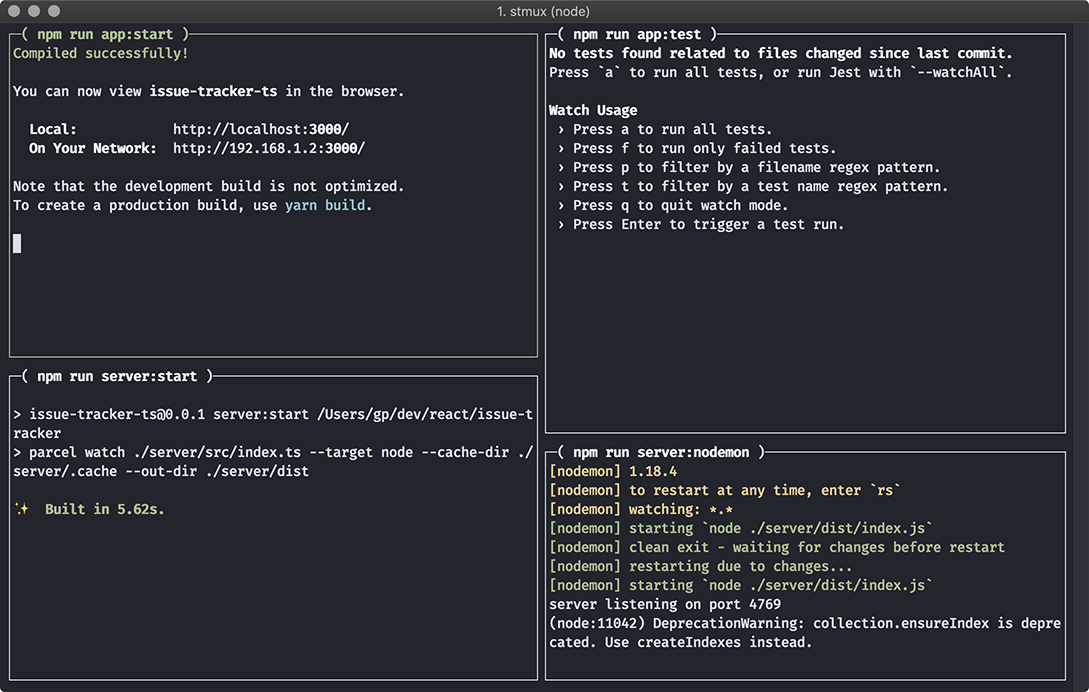 1. stmux (node)
( npm run app:start )
Compiled successfully!
You can now view issue-tracker-ts in the browser.
Local: http://localhost:3000/
On Your Network: http://192.168.1.2:3000/
Note that the development build is not optimized.
To create a production build, use yarn build.
( npm run server:start )
> issue-tracker-ts@0.0.1 server:start /Users/gp/dev/react/issue-t
racker
> parcel watch ./server/src/index.ts --target node --cache-dir ./
server/.cache --out-dir ./server/dist
✨ Built in 5.62s.
( npm run app:test )
No tests found related to files changed since last commit.
Press `a` to run all tests, or run Jest with `--watchAll`.
Watch Usage
› Press a to run all tests.
› Press f to run only failed tests.
› Press p to filter by a filename regex pattern.
› Press t to filter by a test name regex pattern.
› Press q to quit watch mode.
› Press Enter to trigger a test run.
( npm run server:nodemon )
[nodemon] 1.18.4
[nodemon] to restart at any time, enter `rs`
[nodemon] watching: *.*
[nodemon] starting `node ./server/dist/index.js`
[nodemon] clean exit - waiting for changes before restart
[nodemon] restarting due to changes...
[nodemon] starting `node ./server/dist/index.js`
server listening on port 4769
(node:11042) DeprecationWarning: collection.ensureIndex is depre
cated. Use createIndexes instead.